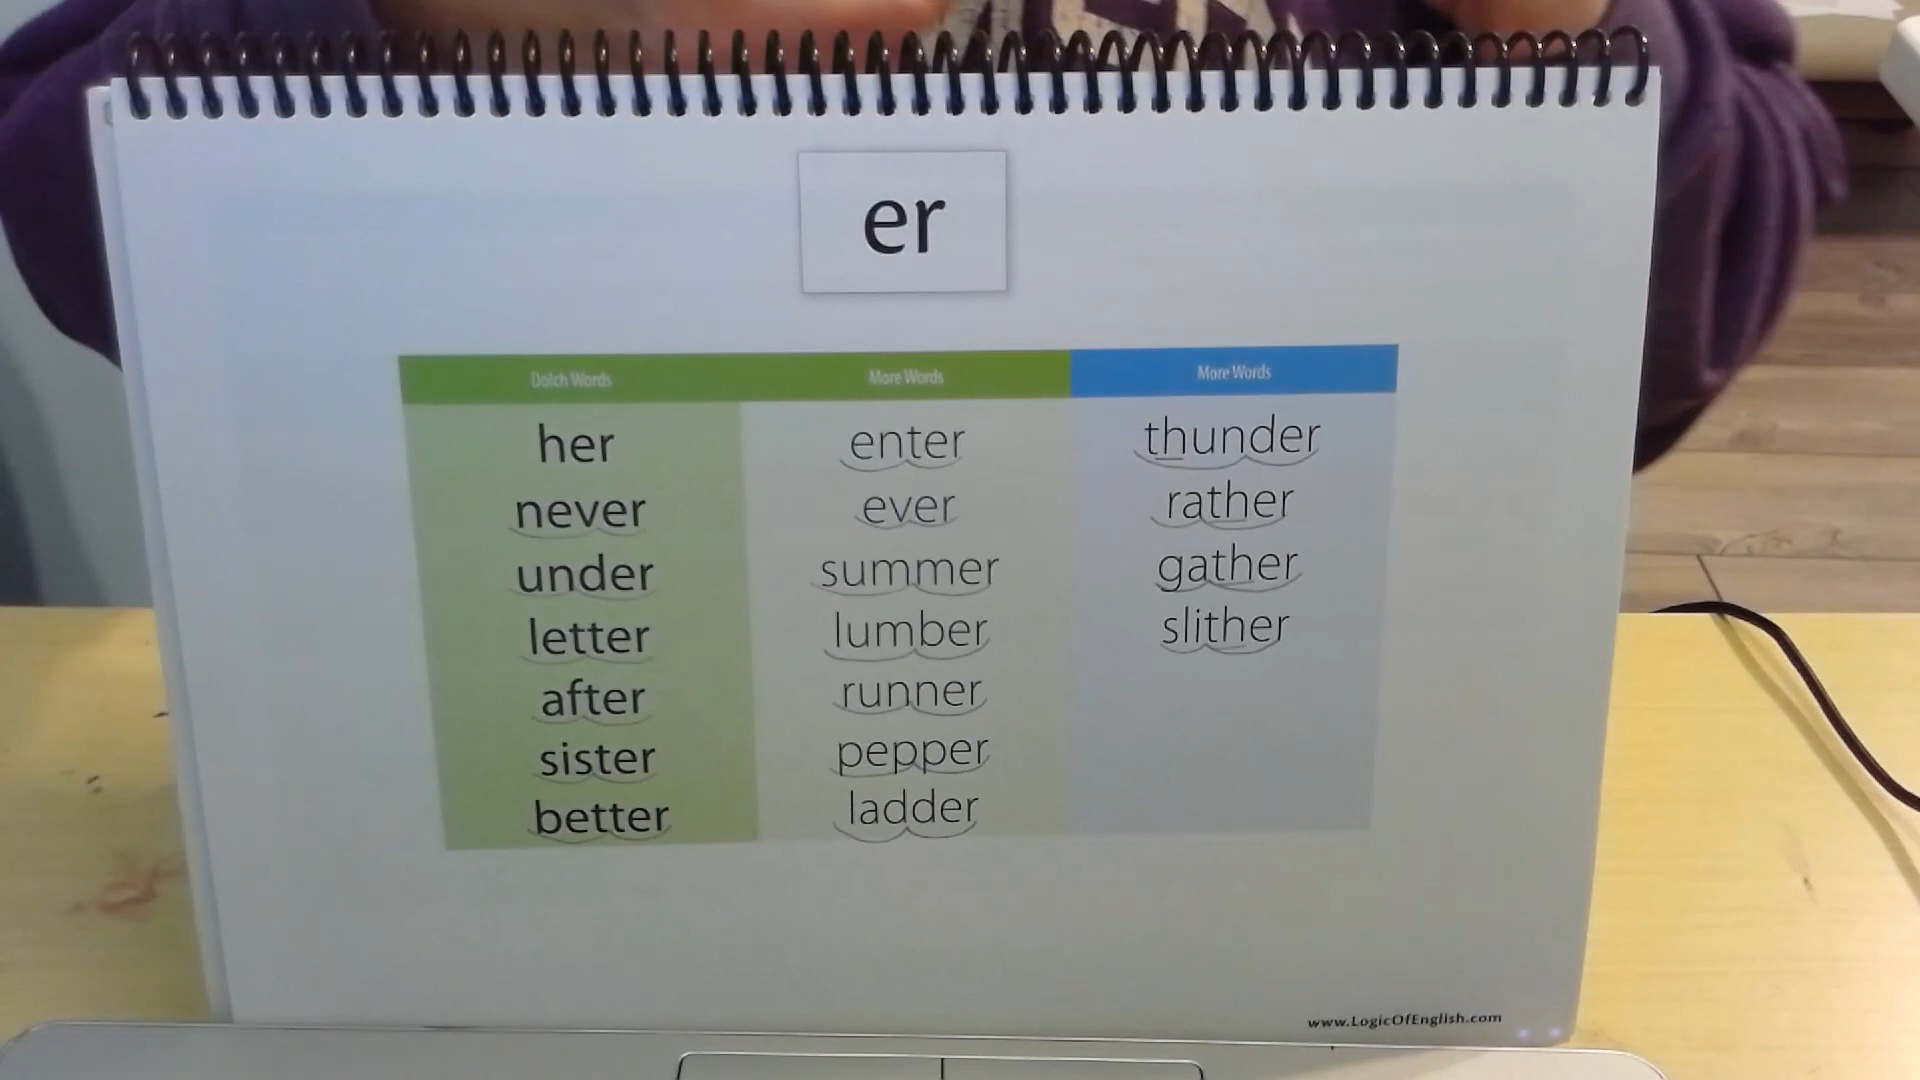 er
Dolch Words More Words More Words
her enter thunder
never ever rather
under summer gather
letter lumber slither
after runner
sister pepper
better ladder
www.LogicOfEnglish.com